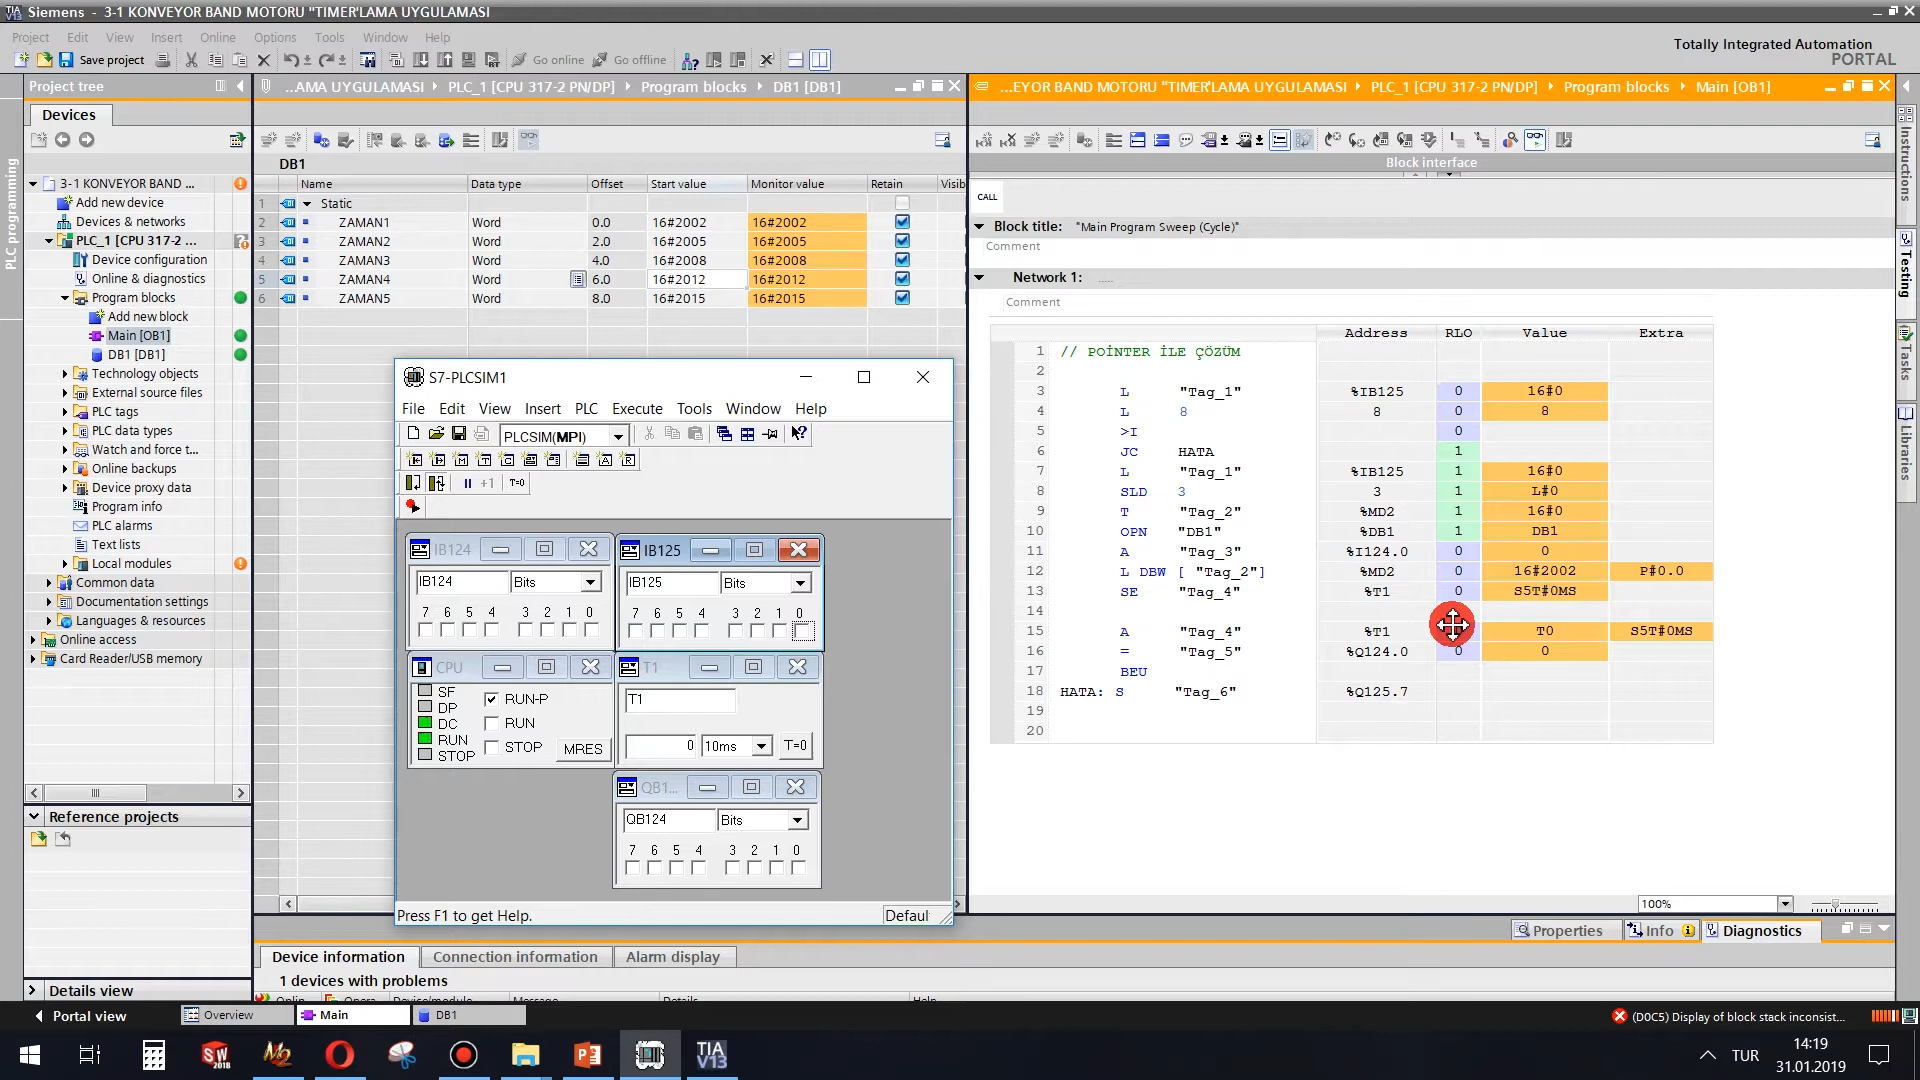 Siemens - 3-1 KONVEYOR BAND MOTORU "TIMER'LAMA UYGULAMASI
Project Edit View Insert Online Options Tools Window Help
Totally Integrated Automation
PORTAL
Save project
Go online
Go offline
Project tree
...AMA UYGULAMASI PLC_1 [CPU 317-2 PN/DP] Program blocks DB1 [DB1]
...EYOR BAND MOTORU "TIMER'LAMA UYGULAMASI PLC_1 [CPU 317-2 PN/DP] Program blocks Main [OB1]
Devices
PLC programming
3-1 KONVEYOR BAND ...
Add new device
Devices & networks
PLC_1 [CPU 317-2 ...
Device configuration
Online & diagnostics
Program blocks
Add new block
Main [OB1]
DB1 [DB1]
Technology objects
External source files
PLC tags
PLC data types
Watch and force t...
Online backups
Device proxy data
Program info
PLC alarms
Text lists
Local modules
Common data
Documentation settings
Languages & resources
Online access
Card Reader/USB memory
Reference projects
Details view
DB1
Name Data type Offset Start value Monitor value Retain Visib
1 Static
2 ZAMAN1 Word 0.0 16#2002 16#2002
3 ZAMAN2 Word 2.0 16#2005 16#2005
4 ZAMAN3 Word 4.0 16#2008 16#2008
5 ZAMAN4 Word 6.0 16#2012 16#2012
6 ZAMAN5 Word 8.0 16#2015 16#2015
S7-PLCSIM1
File Edit View Insert PLC Execute Tools Window Help
PLCSIM(MPI)
+1 T=0
IB124
IB124 Bits
7 6 5 4 3 2 1 0
IB125
IB125 Bits
7 6 5 4 3 2 1 0
CPU
SF
DP
DC
RUN
STOP
RUN-P
RUN
STOP
MRES
T1
T1
0 10ms T=0
QB1...
QB124 Bits
7 6 5 4 3 2 1 0
Press F1 to get Help.
Defaul
Block interface
CALL
Block title: "Main Program Sweep (Cycle)"
Comment
Network 1: .....
Comment
Address RLO Value Extra
1 // POİNTER İLE ÇÖZÜM
2
3 L "Tag_1" %IB125 0 16#0
4 L 8 8 0 8
5 >I 0
6 JC HATA 1
7 L "Tag_1" %IB125 1 16#0
8 SLD 3 3 1 L#0
9 T "Tag_2" %MD2 1 16#0
10 OPN "DB1" %DB1 1 DB1
11 A "Tag_3" %I124.0 0 0
12 L DBW [ "Tag_2"] %MD2 0 16#2002 P#0.0
13 SE "Tag_4" %T1 0 S5T#0MS
14
15 A "Tag_4" %T1 T0 S5T#0MS
16 = "Tag_5" %Q124.0 0 0
17 BEU
18 HATA: S "Tag_6" %Q125.7
19
20
100%
Instructions
Testing
Tasks
Libraries
Properties Info Diagnostics
Device information Connection information Alarm display
1 devices with problems
Portal view
Overview
Main
DB1
(D0C5) Display of block stack inconsist...
TUR
14:19
31.01.2019